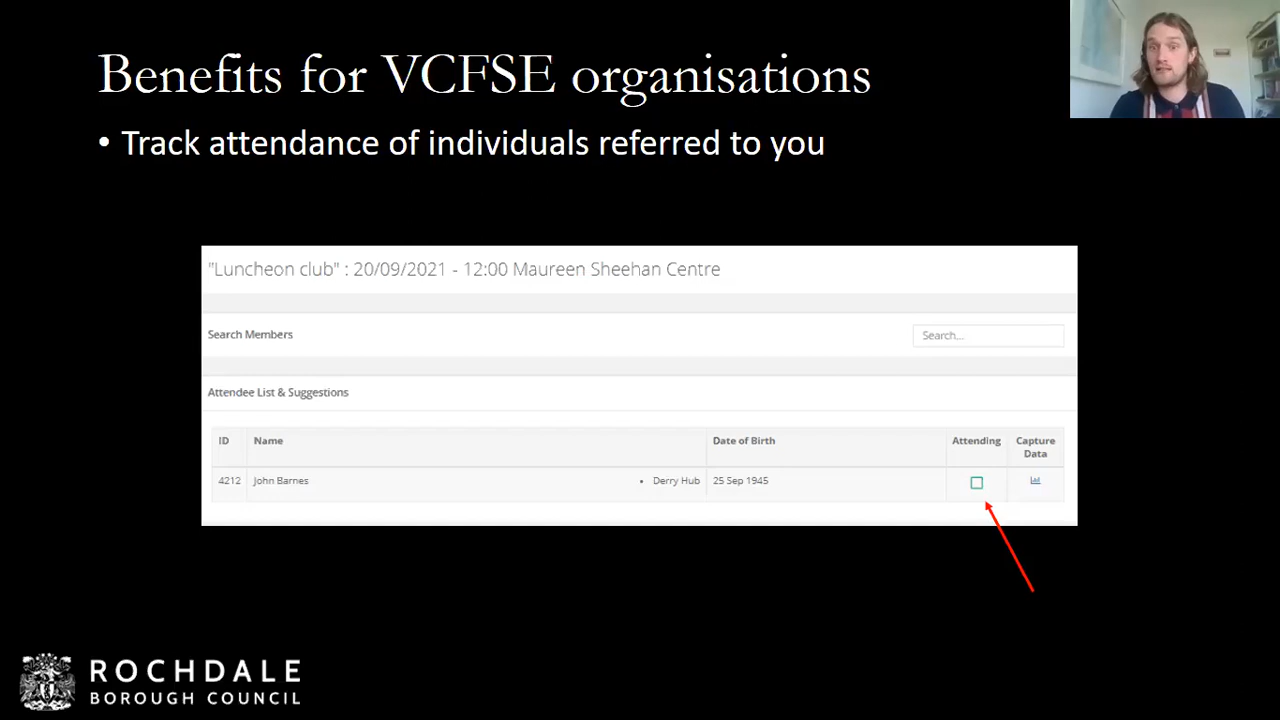 Benefits for VCFSE organisations
• Track attendance of individuals referred to you
"Luncheon club" : 20/09/2021 - 12:00 Maureen Sheehan Centre
Search Members
Search...
Attendee List & Suggestions
ID Name Date of Birth Attending Capture Data
4212 John Barnes • Derry Hub 25 Sep 1945
ROCHDALE
BOROUGH COUNCIL